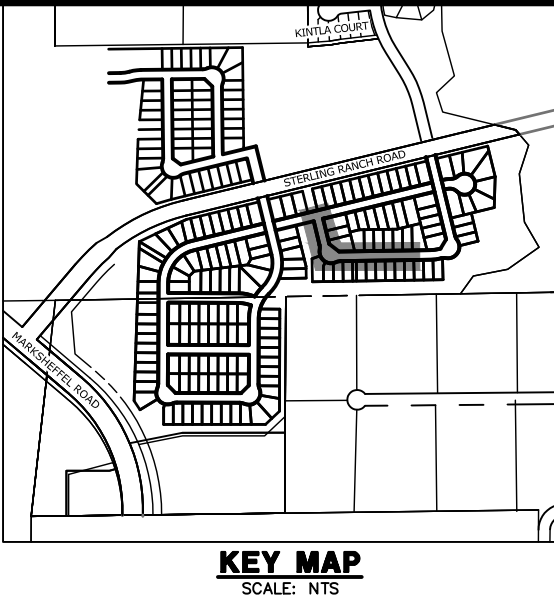 KINTLA COURT
STERLING RANCH ROAD
MARKSHEFFEL ROAD
KEY MAP
SCALE: NTS